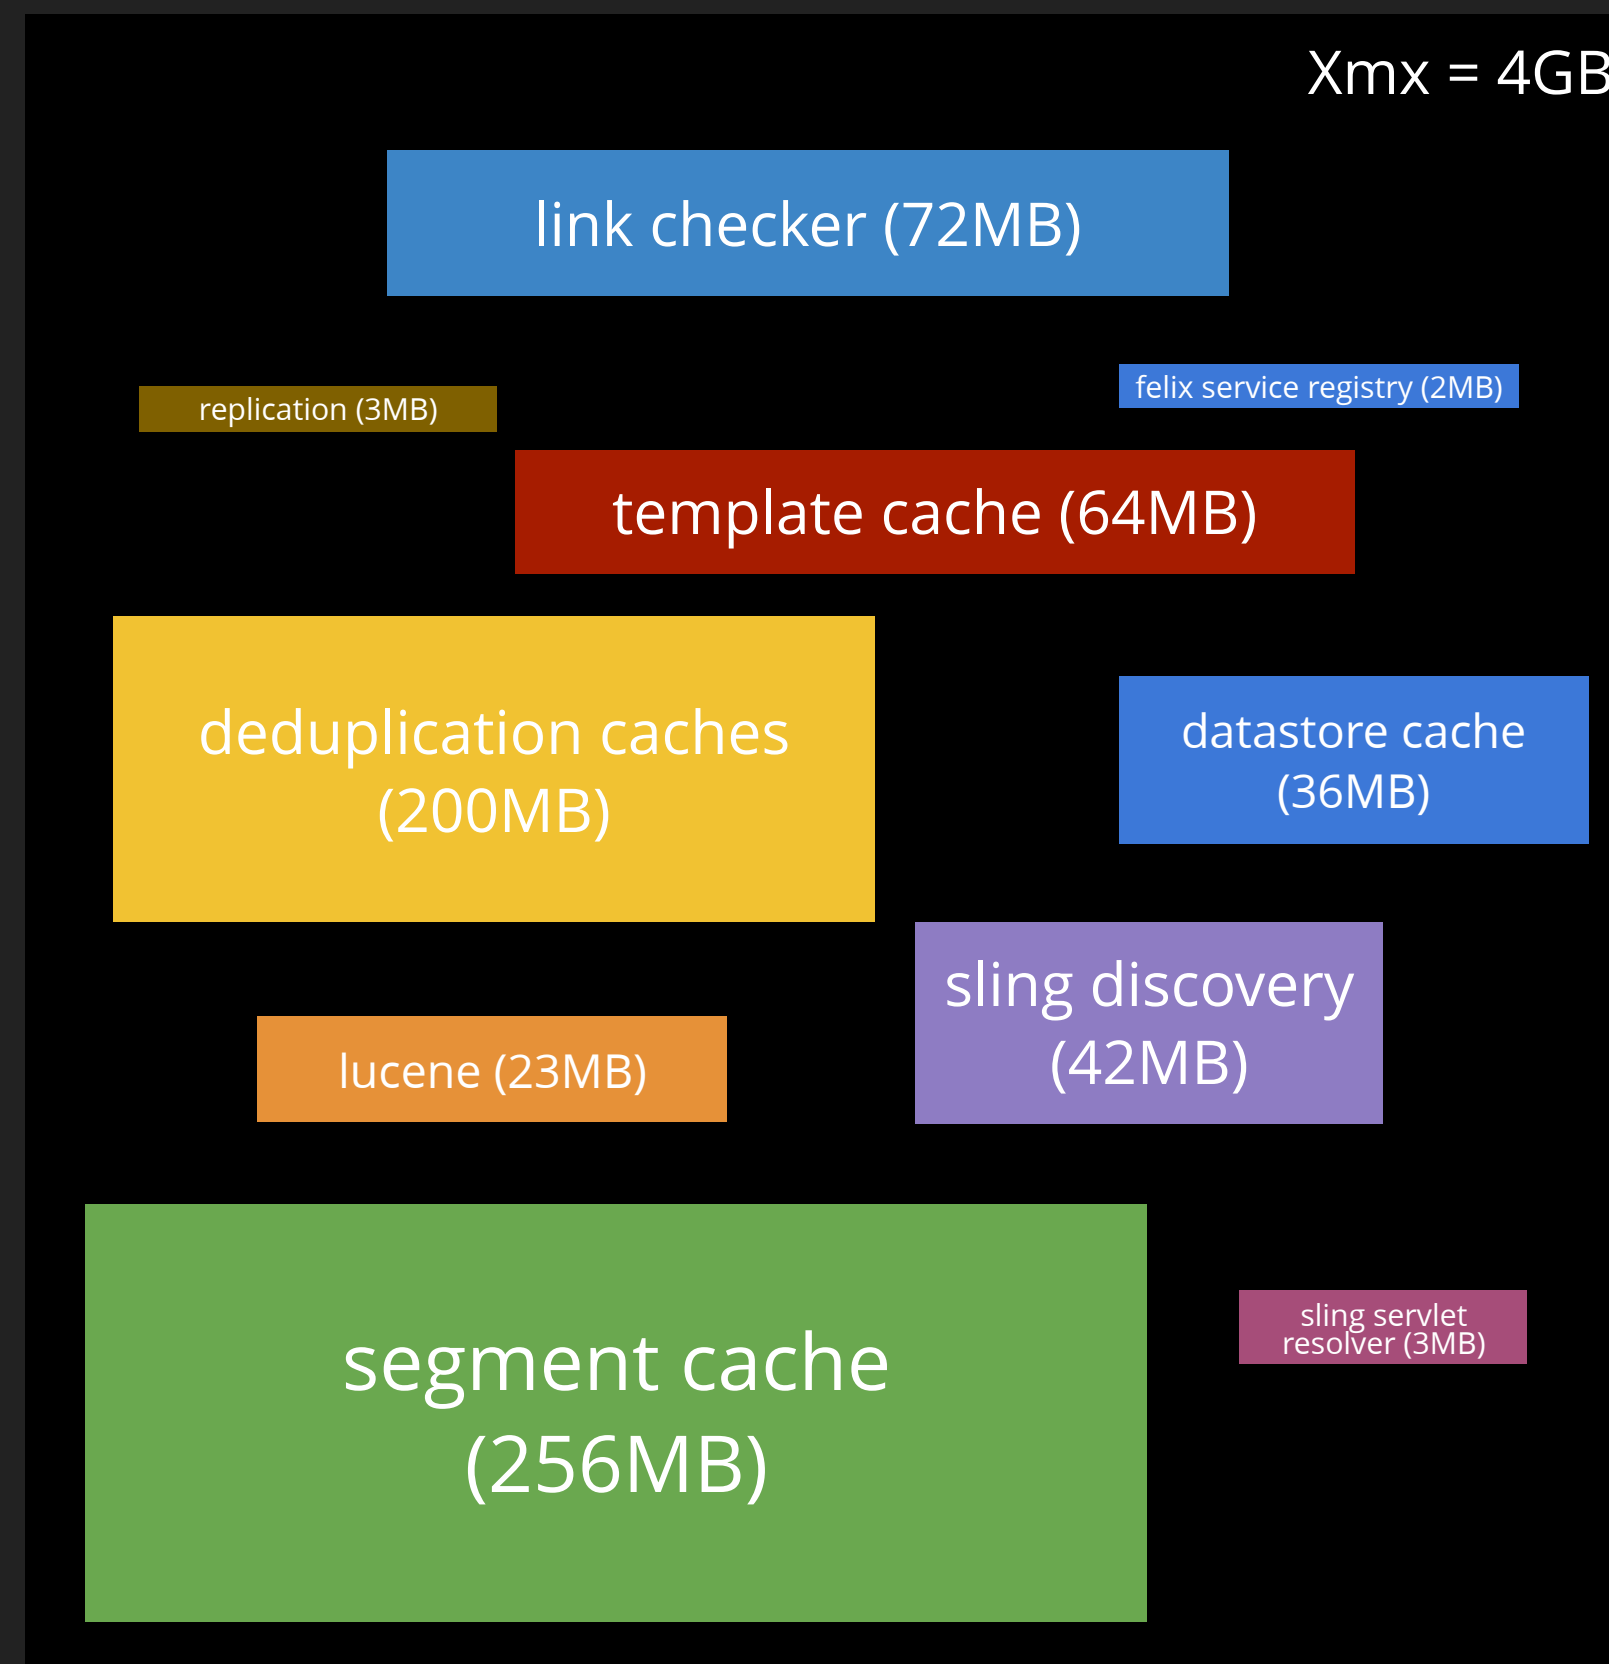 Xmx = 4GB
link checker (72MB)
felix service registry (2MB)
replication (3MB)
template cache (64MB)
deduplication caches
(200MB)
datastore cache
(36MB)
sling discovery
(42MB)
lucene (23MB)
segment cache
(256MB)
sling servlet
resolver (3MB)